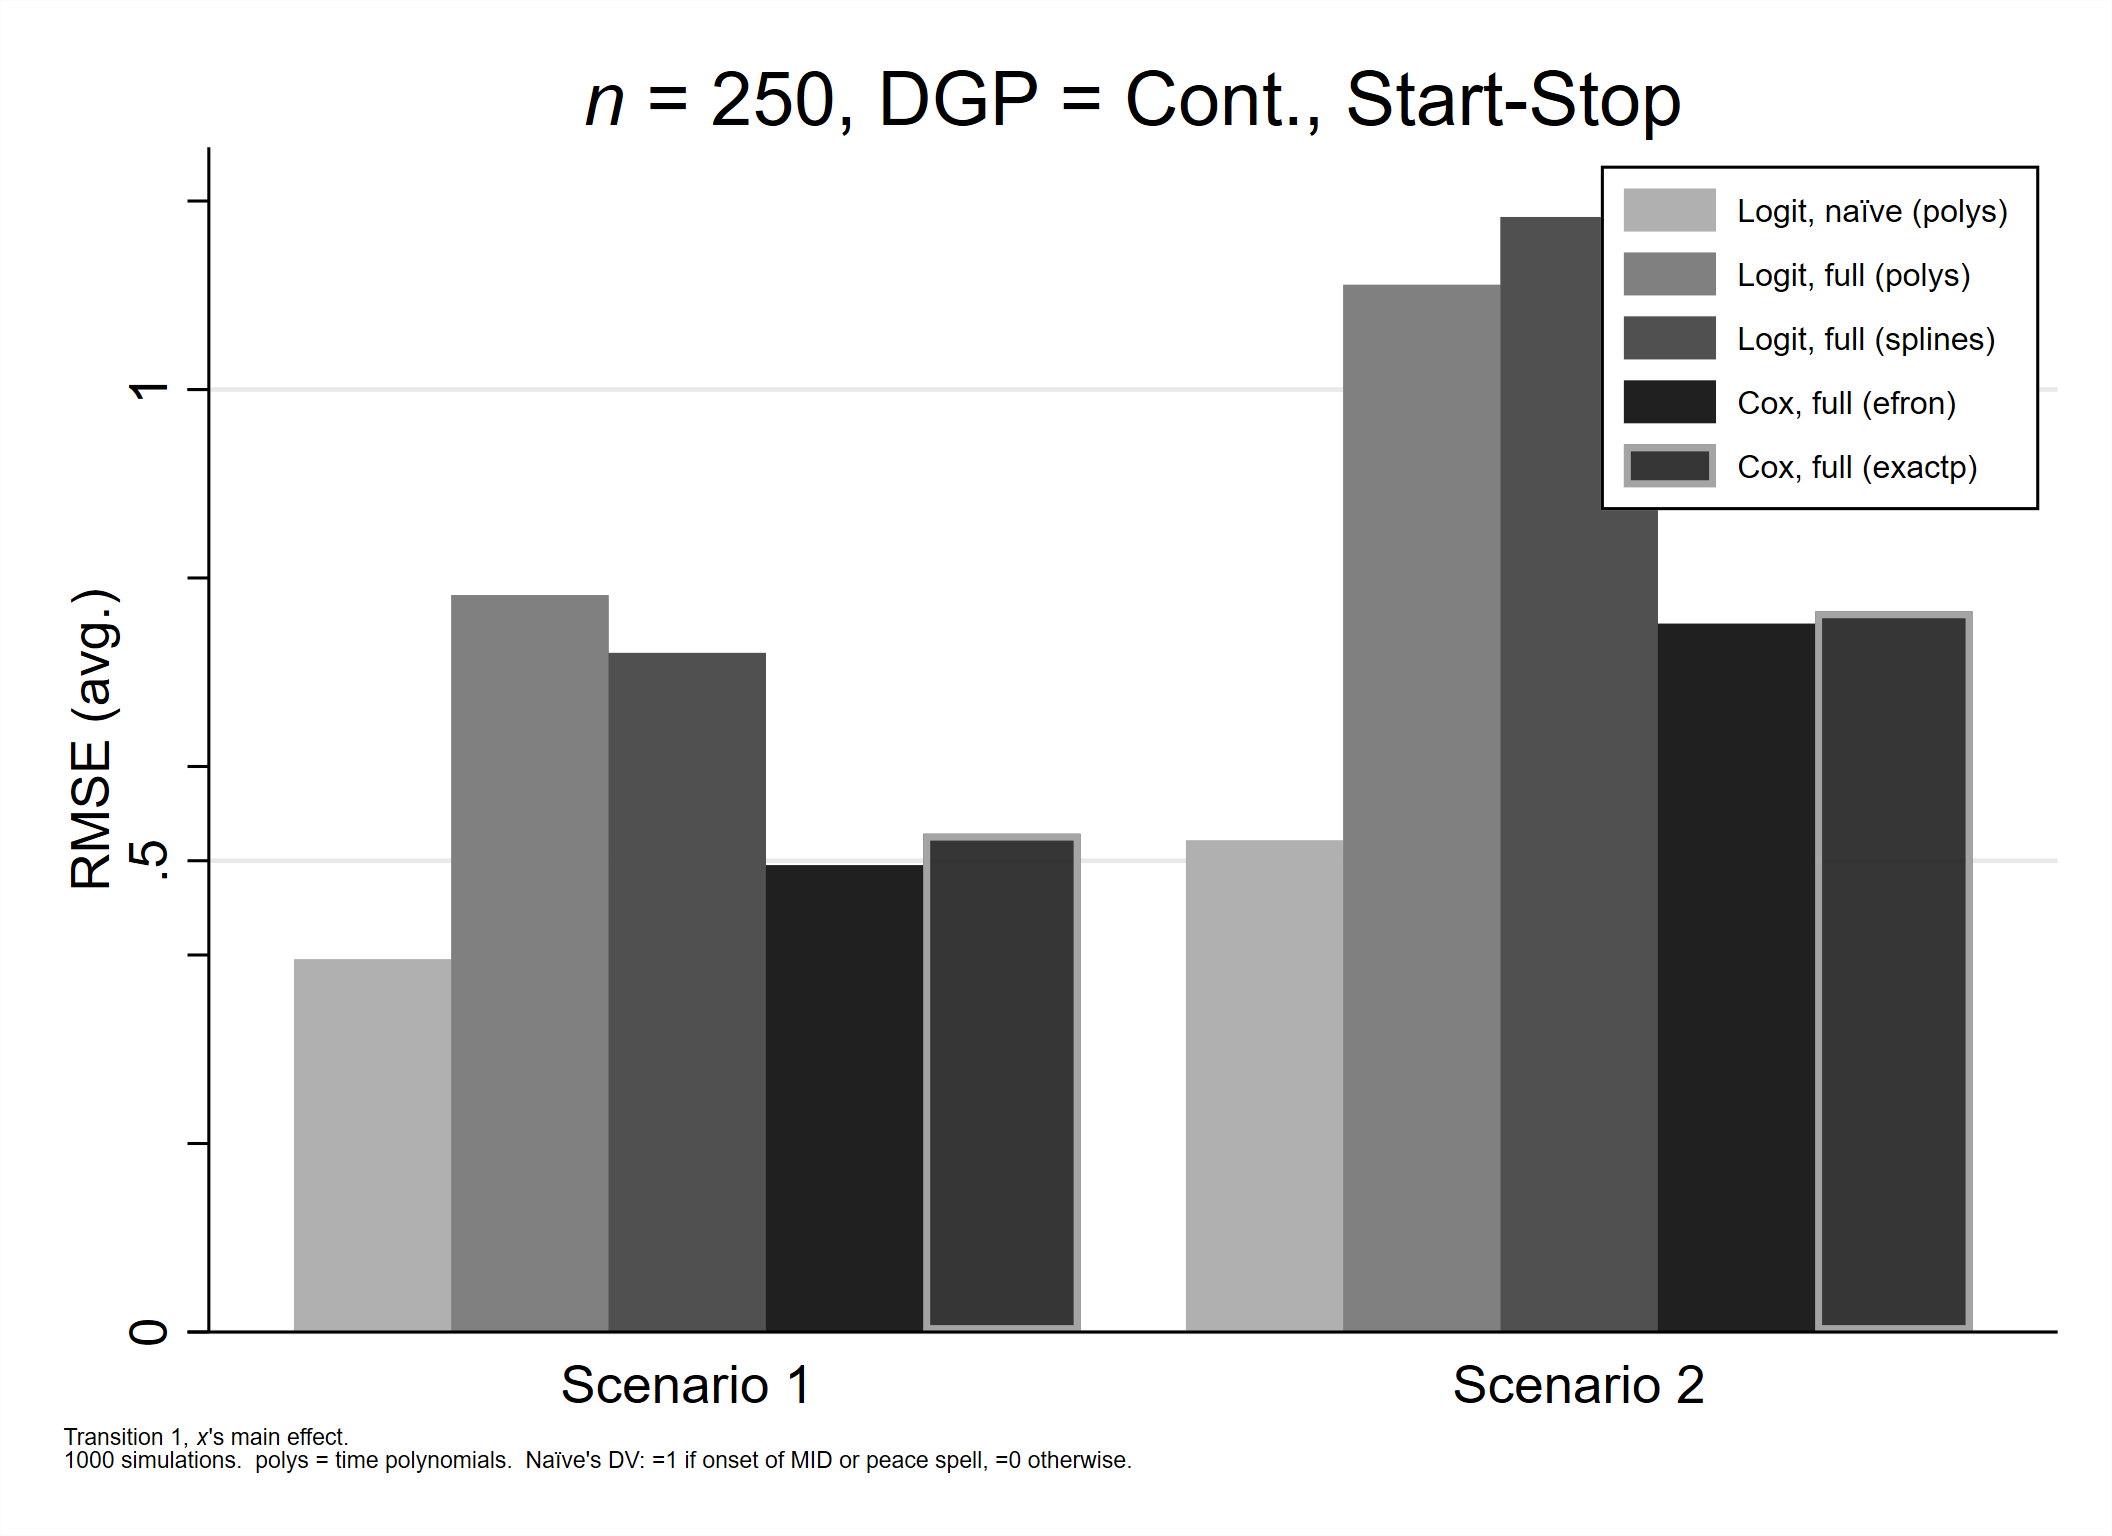 n = 250, DGP = Cont., Start-Stop
Logit, naïve (polys)
Logit, full (polys)
Logit, full (splines)
Cox, full (efron)
Cox, full (exactp)
RMSE (avg.)
1
.5
0
Scenario 1
Scenario 2
Transition 1, x's main effect.
1000 simulations.  polys = time polynomials.  Naïve's DV: =1 if onset of MID or peace spell, =0 otherwise.